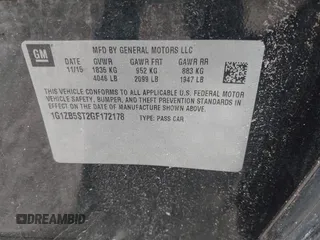 GM
MFD BY GENERAL MOTORS LLC
DATE GVWR GAWR FRT GAWR RR
11/15 1835 KG 952 KG 883 KG
4046 LB 2099 LB 1947 LB
THIS VEHICLE CONFORMS TO ALL APPLICABLE U.S. FEDERAL MOTOR
VEHICLE SAFETY, BUMPER, AND THEFT PREVENTION STANDARDS
IN EFFECT ON THE DATE OF MANUFACTURE SHOWN ABOVE.
1G1ZB5ST2GF172178
TYPE: PASS CAR
DREAMBID